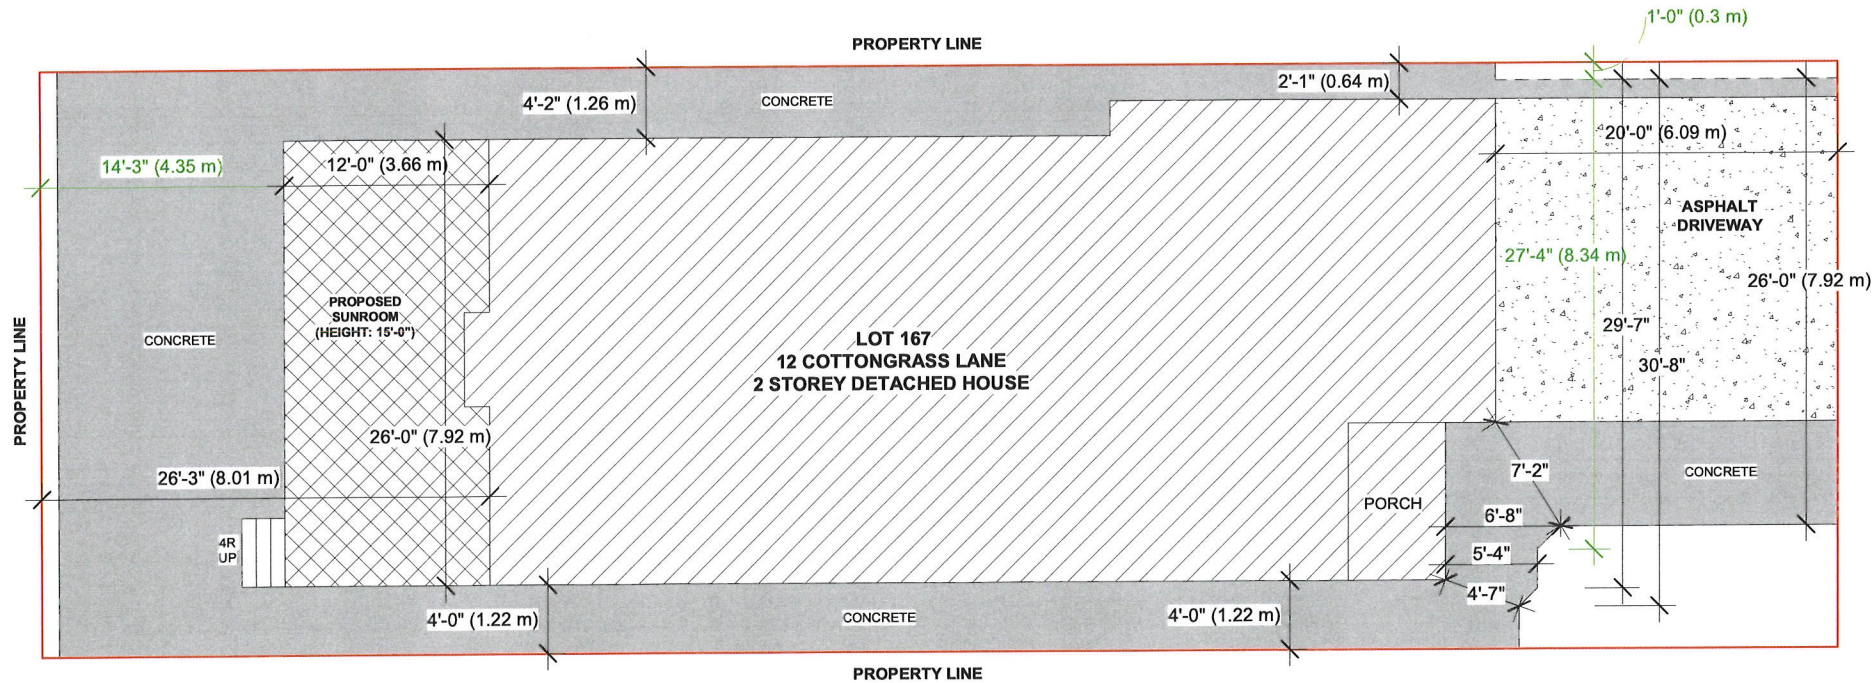 1'-0" (0.3 m)
PROPERTY LINE
4'-2" (1.26 m)
CONCRETE
2'-1" (0.64 m)
20'-0" (6.09 m)
14'-3" (4.35 m)
12'-0" (3.66 m)
ASPHALT
DRIVEWAY
27'-4" (8.34 m)
26'-0" (7.92 m)
PROPOSED
SUNROOM
(HEIGHT: 15'-0")
29'-7"
CONCRETE
LOT 167
12 COTTONGRASS LANE
2 STOREY DETACHED HOUSE
30'-8"
PROPERTY LINE
26'-0" (7.92 m)
26'-3" (8.01 m)
7'-2"
CONCRETE
PORCH
6'-8"
4R
UP
5'-4"
4'-7"
4'-0" (1.22 m)
CONCRETE
4'-0" (1.22 m)
PROPERTY LINE